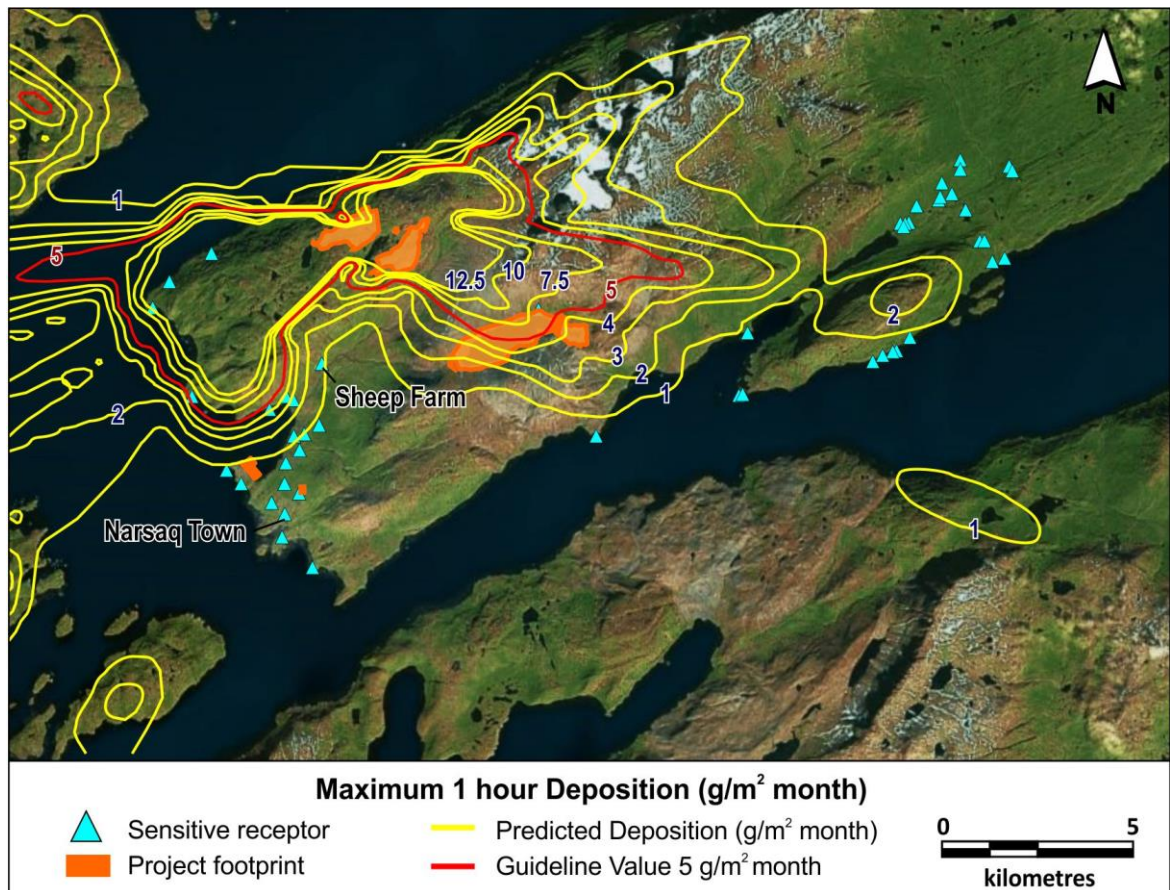 N
1
5
12.5
10
7.5
5
4
3
2
1
2
Sheep Farm
2
Narsaq Town
1
Maximum 1 hour Deposition (g/m² month)
Sensitive receptor
Project footprint
Predicted Deposition (g/m² month)
Guideline Value 5 g/m² month
0 5
kilometres